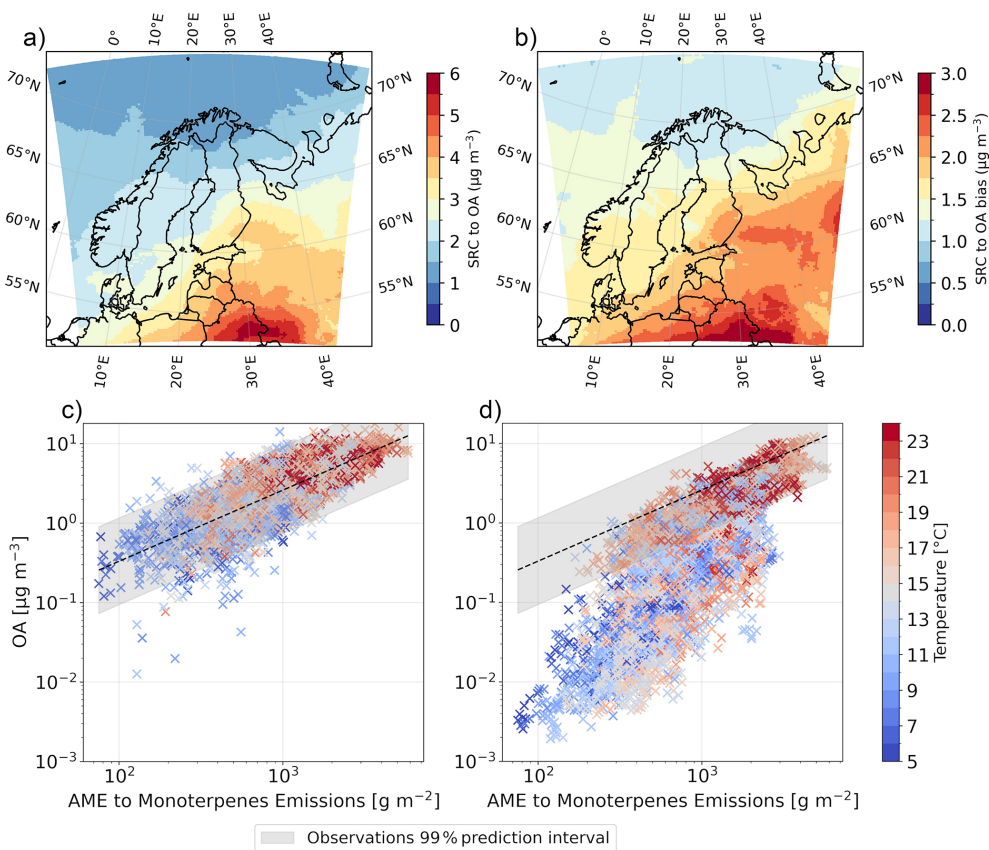 a)
0° 10°E 20°E 30°E 40°E
70°N 65°N 60°N 55°N
70°N 65°N 60°N 55°N
10°E 20°E 30°E 40°E
6
5
4
3
2
1
0
SRC to OA (µg m⁻³)
b)
0° 10°E 20°E 30°E 40°E
70°N 65°N 60°N 55°N
70°N 65°N 60°N 55°N
10°E 20°E 30°E 40°E
3.0
2.5
2.0
1.5
1.0
0.5
0.0
SRC to OA bias (µg m⁻³)
c)
OA [µg m⁻³]
10¹
10⁰
10⁻¹
10⁻²
10⁻³
10² 10³
AME to Monoterpenes Emissions [g m⁻²]
d)
10¹
10⁰
10⁻¹
10⁻²
10⁻³
10² 10³
AME to Monoterpenes Emissions [g m⁻²]
23
21
19
17
15
13
11
9
7
5
Temperature [°C]
Observations 99% prediction interval